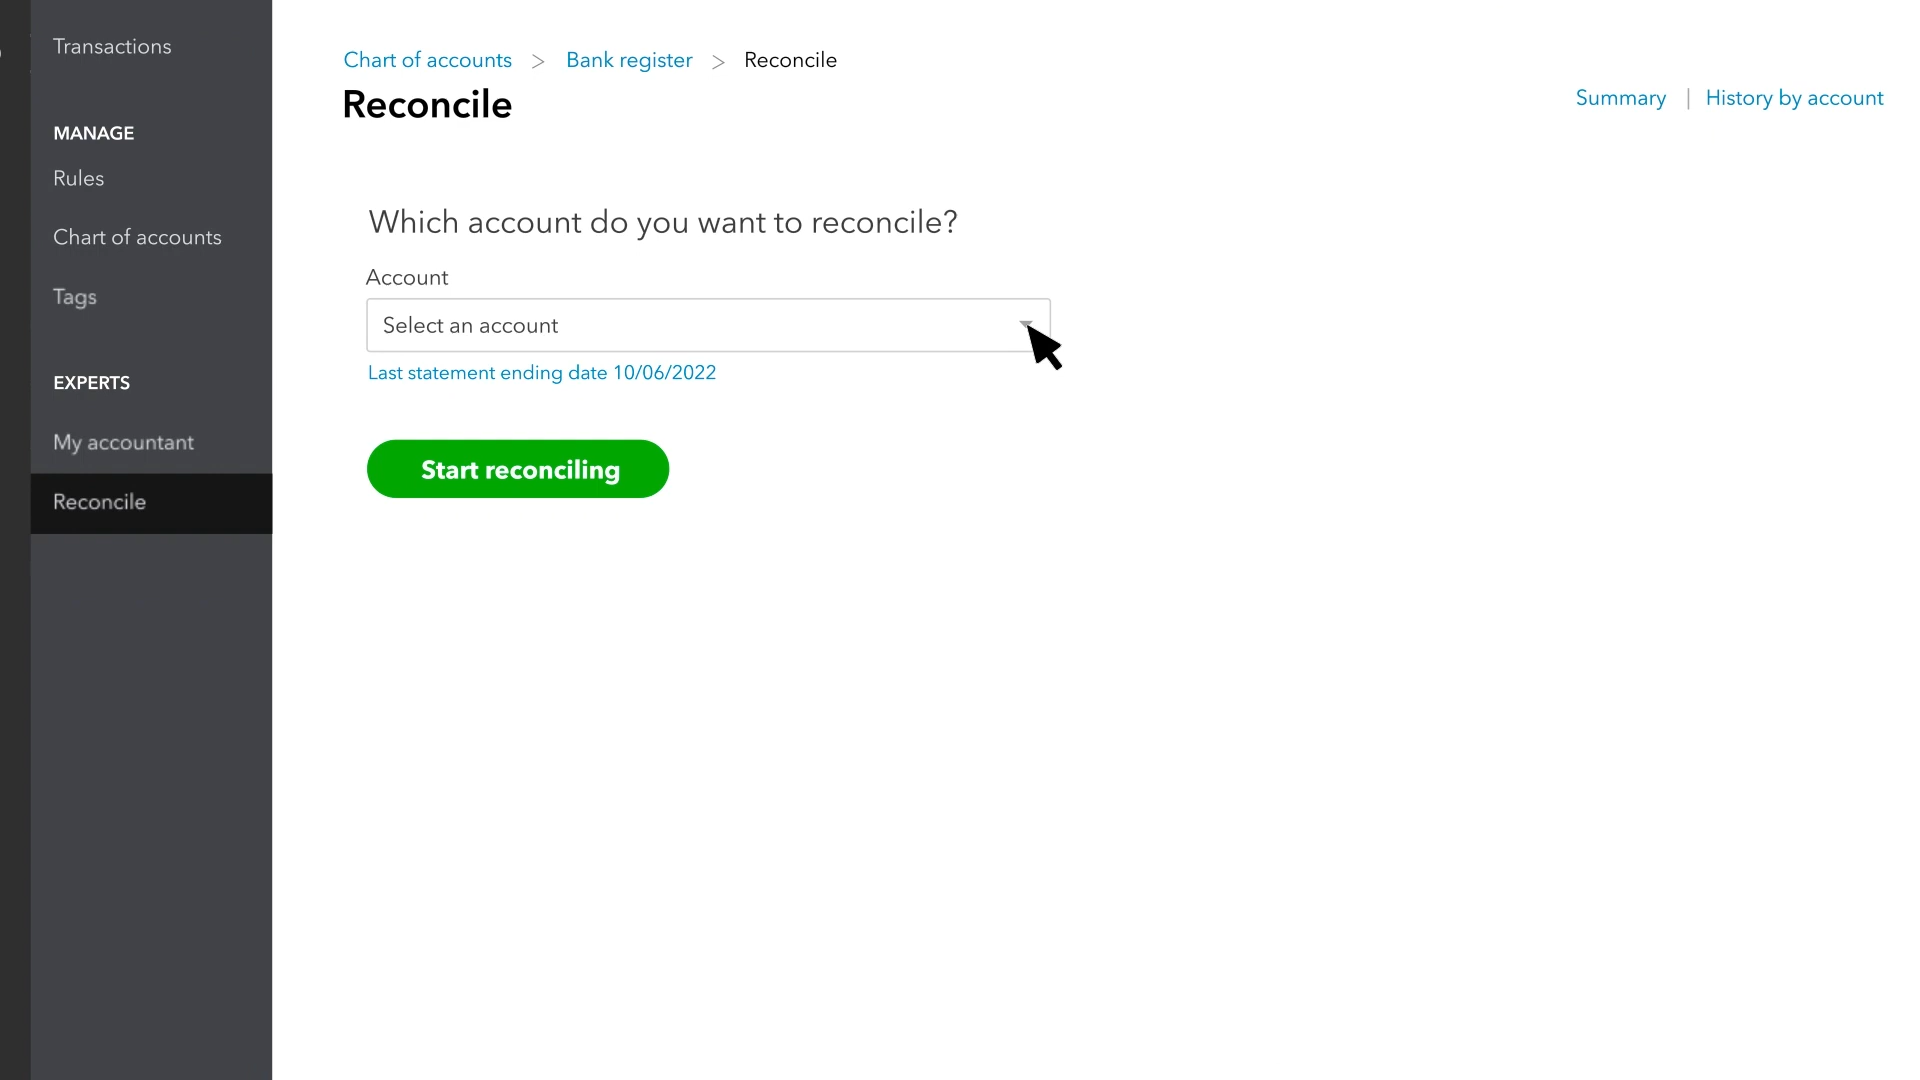 Transactions
MANAGE
Rules
Chart of accounts
Tags
EXPERTS
My accountant
Reconcile
Chart of accounts > Bank register > Reconcile
Reconcile
Summary | History by account
Which account do you want to reconcile?
Account
Select an account
Last statement ending date 10/06/2022
Start reconciling